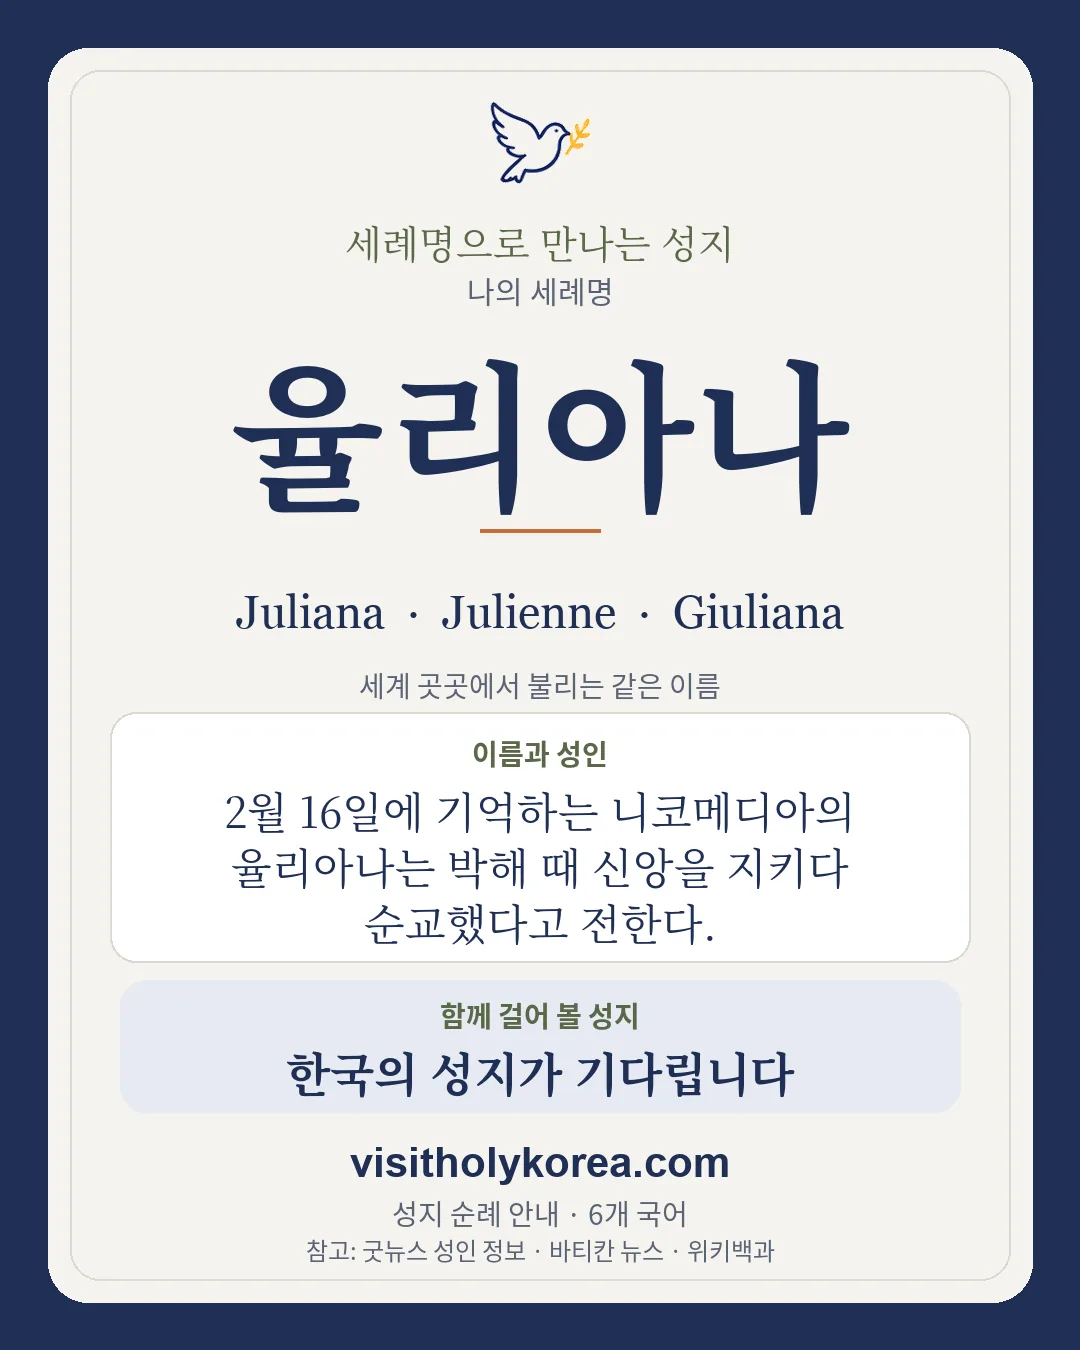 세례명으로 만나는 성지
나의 세례명
율리아나
Juliana · Julienne · Giuliana
세계 곳곳에서 불리는 같은 이름
이름과 성인
2월 16일에 기억하는 니코메디아의
율리아나는 박해 때 신앙을 지키다
순교했다고 전한다.
함께 걸어 볼 성지
한국의 성지가 기다립니다
visitholykorea.com
성지 순례 안내 · 6개 국어
참고: 굿뉴스 성인 정보 · 바티칸 뉴스 · 위키백과